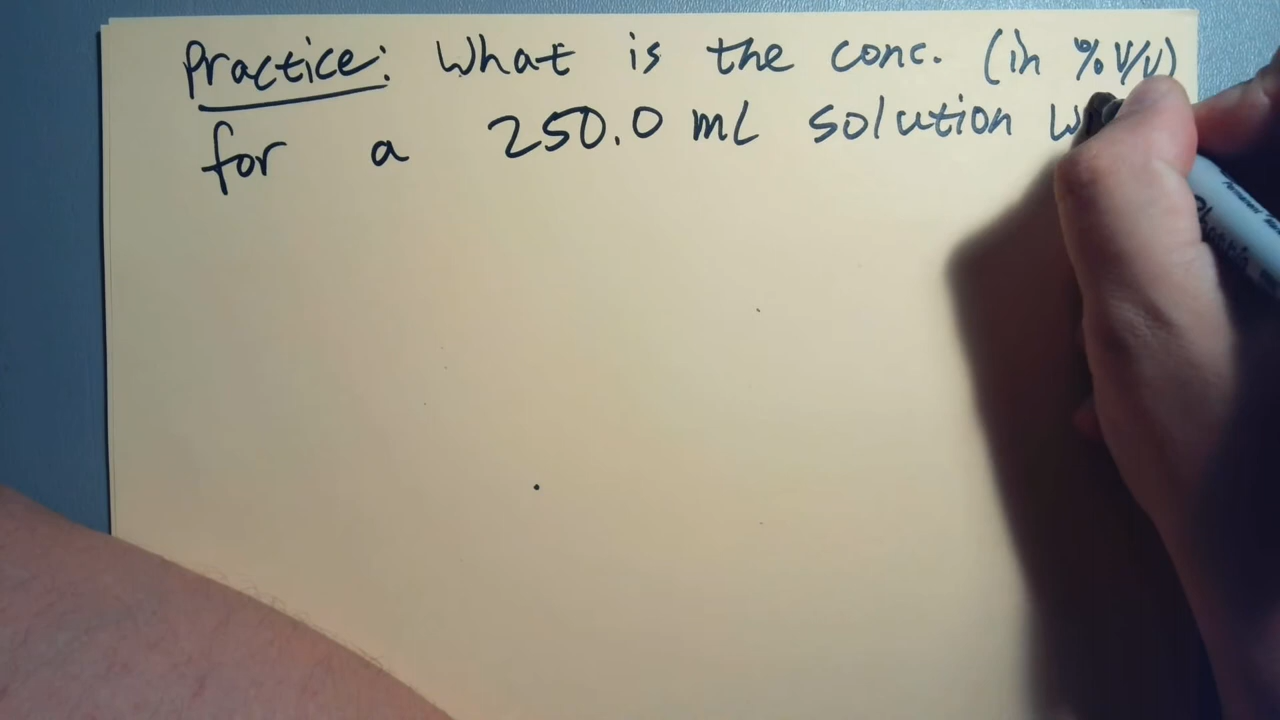 Practice: What is the conc. (in % V/V)
for a 250.0 mL solution w